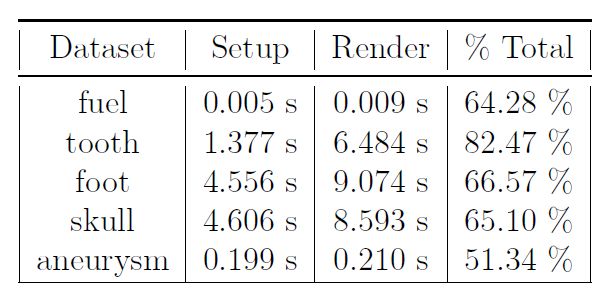 Dataset Setup Render % Total
fuel 0.005 s 0.009 s 64.28 %
tooth 1.377 s 6.484 s 82.47 %
foot 4.556 s 9.074 s 66.57 %
skull 4.606 s 8.593 s 65.10 %
aneurysm 0.199 s 0.210 s 51.34 %